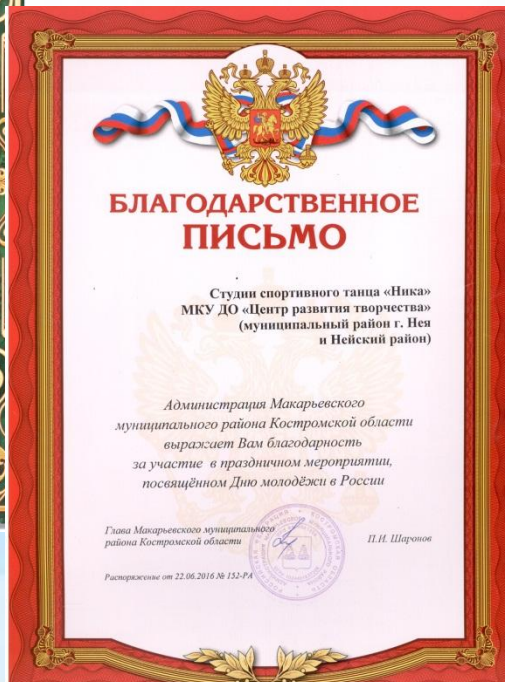 БЛАГОДАРСТВЕННОЕ
ПИСЬМО
Студии спортивного танца «Ника»
МКУ ДО «Центр развития творчества»
(муниципальный район г. Нея
и Нейский район)
Администрация Макарьевского
муниципального района Костромской области
выражает Вам благодарность
за участие в праздничном мероприятии,
посвящённом Дню молодёжи в России
Глава Макарьевского муниципального
района Костромской области П.Н. Шаронов
Распоряжение от 22.06.2016 № 152-РА